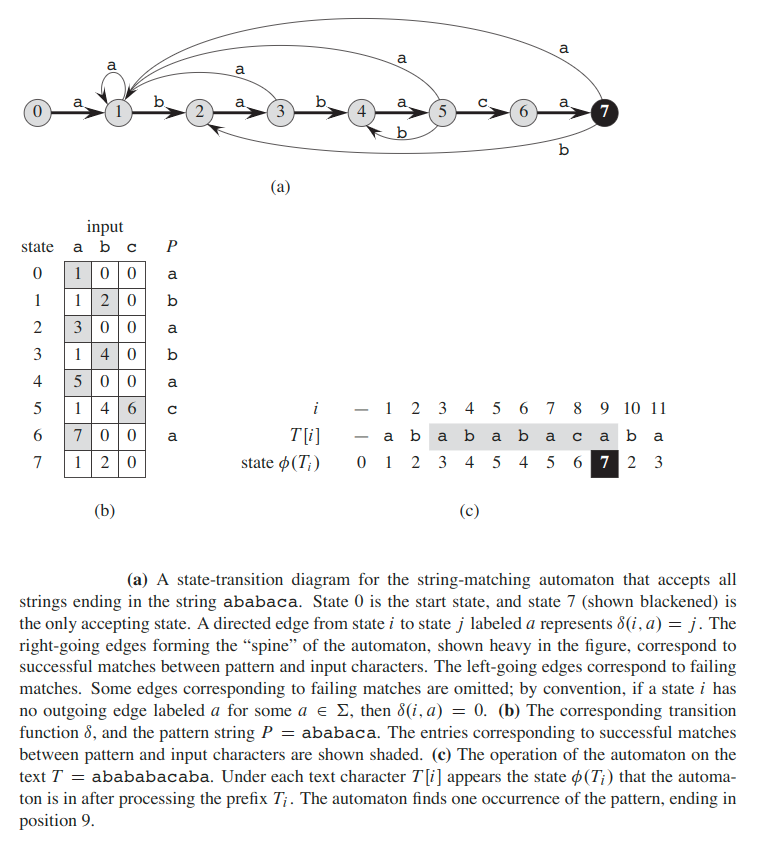 a
a
a
a
a
0 a 1 b 2 a 3 b 4 a 5 c 6 a 7
b
b
(a)
input
state a b c P
0 1 0 0 a
1 1 2 0 b
2 3 0 0 a
3 1 4 0 b
4 5 0 0 a
5 1 4 6 c
6 7 0 0 a
7 1 2 0
(b)
i — 1 2 3 4 5 6 7 8 9 10 11
T[i] — a b a b a b a c a b a
state ϕ(Tᵢ) 0 1 2 3 4 5 4 5 6 7 2 3
(c)
(a) A state-transition diagram for the string-matching automaton that accepts all
strings ending in the string ababaca. State 0 is the start state, and state 7 (shown blackened) is
the only accepting state. A directed edge from state i to state j labeled a represents δ(i, a) = j. The
right-going edges forming the “spine” of the automaton, shown heavy in the figure, correspond to
successful matches between pattern and input characters. The left-going edges correspond to failing
matches. Some edges corresponding to failing matches are omitted; by convention, if a state i has
no outgoing edge labeled a for some a ∈ Σ, then δ(i, a) = 0. (b) The corresponding transition
function δ, and the pattern string P = ababaca. The entries corresponding to successful matches
between pattern and input characters are shown shaded. (c) The operation of the automaton on the
text T = abababacaba. Under each text character T[i] appears the state ϕ(Tᵢ) that the automa-
ton is in after processing the prefix Tᵢ. The automaton finds one occurrence of the pattern, ending in
position 9.